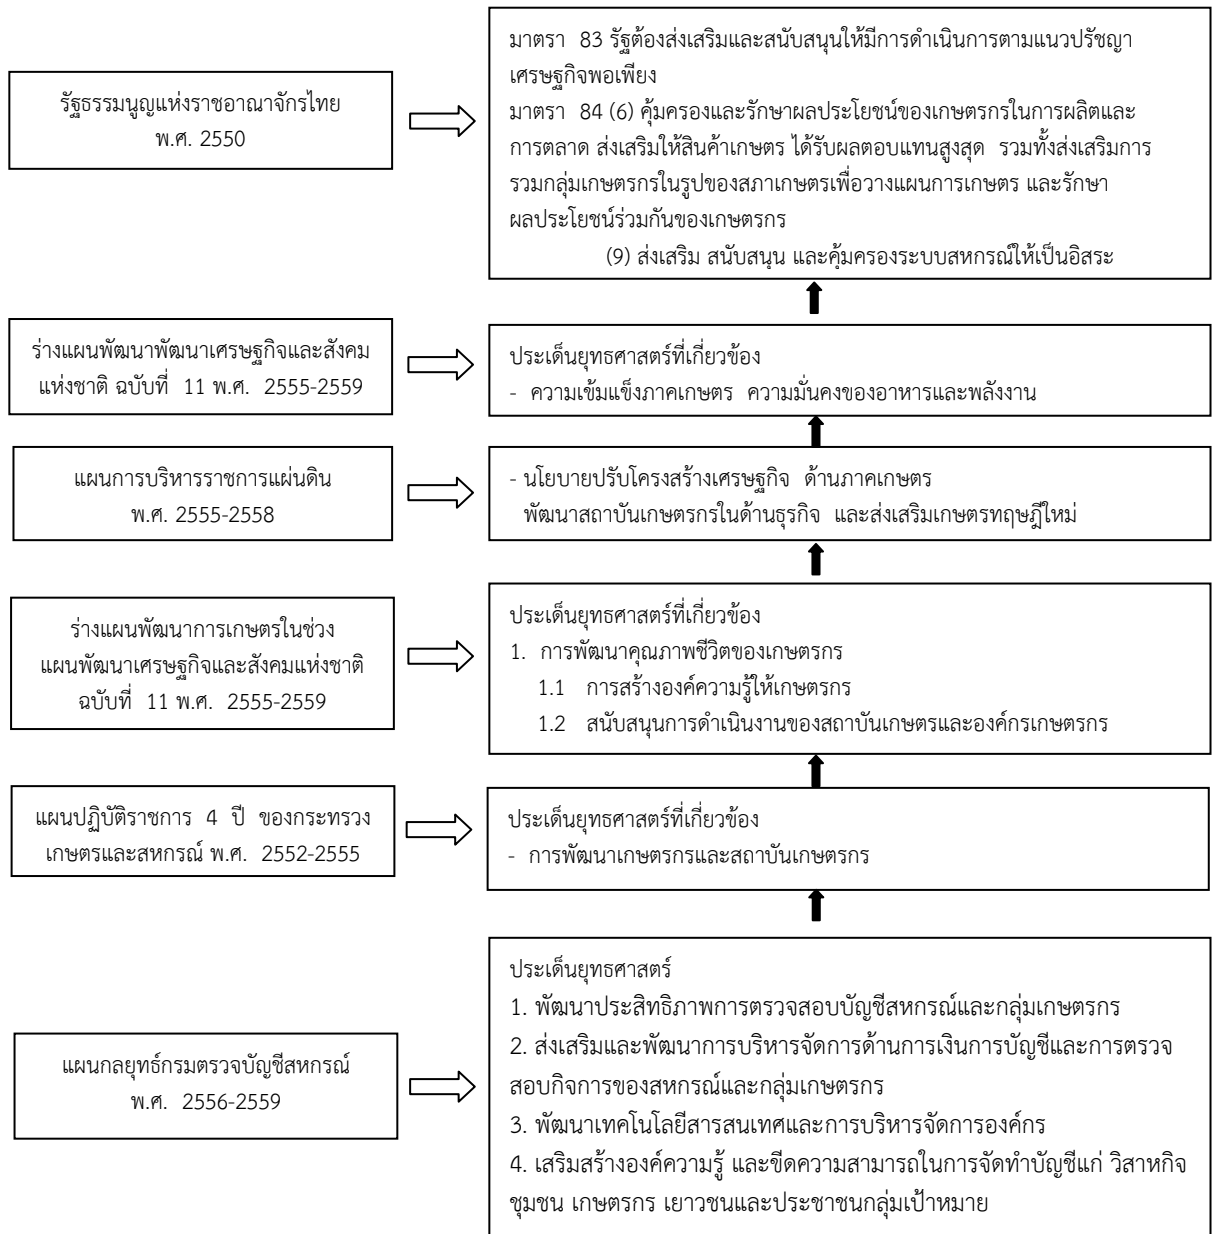 รัฐธรรมนูญแห่งราชอาณาจักรไทย
พ.ศ. 2550
มาตรา 83 รัฐต้องส่งเสริมและสนับสนุนให้มีการดำเนินการตามแนวปรัชญา
เศรษฐกิจพอเพียง
มาตรา 84 (6) คุ้มครองและรักษาผลประโยชน์ของเกษตรกรในการผลิตและ
การตลาด ส่งเสริมให้สินค้าเกษตร ได้รับผลตอบแทนสูงสุด รวมทั้งส่งเสริมการ
รวมกลุ่มเกษตรกรในรูปของสภาเกษตรเพื่อวางแผนการเกษตร และรักษา
ผลประโยชน์ร่วมกันของเกษตรกร
(9) ส่งเสริม สนับสนุน และคุ้มครองระบบสหกรณ์ให้เป็นอิสระ
ร่างแผนพัฒนาพัฒนาเศรษฐกิจและสังคม
แห่งชาติ ฉบับที่ 11 พ.ศ. 2555-2559
ประเด็นยุทธศาสตร์ที่เกี่ยวข้อง
- ความเข้มแข็งภาคเกษตร ความมั่นคงของอาหารและพลังงาน
แผนการบริหารราชการแผ่นดิน
พ.ศ. 2555-2558
- นโยบายปรับโครงสร้างเศรษฐกิจ ด้านภาคเกษตร
พัฒนาสถาบันเกษตรกรในด้านธุรกิจ และส่งเสริมเกษตรทฤษฎีใหม่
ร่างแผนพัฒนาการเกษตรในช่วง
แผนพัฒนาเศรษฐกิจและสังคมแห่งชาติ
ฉบับที่ 11 พ.ศ. 2555-2559
ประเด็นยุทธศาสตร์ที่เกี่ยวข้อง
1. การพัฒนาคุณภาพชีวิตของเกษตรกร
1.1 การสร้างองค์ความรู้ให้เกษตรกร
1.2 สนับสนุนการดำเนินงานของสถาบันเกษตรและองค์กรเกษตรกร
แผนปฏิบัติราชการ 4 ปี ของกระทรวง
เกษตรและสหกรณ์ พ.ศ. 2552-2555
ประเด็นยุทธศาสตร์ที่เกี่ยวข้อง
- การพัฒนาเกษตรกรและสถาบันเกษตรกร
แผนกลยุทธ์กรมตรวจบัญชีสหกรณ์
พ.ศ. 2556-2559
ประเด็นยุทธศาสตร์
1. พัฒนาประสิทธิภาพการตรวจสอบบัญชีสหกรณ์และกลุ่มเกษตรกร
2. ส่งเสริมและพัฒนาการบริหารจัดการด้านการเงินการบัญชีและการตรวจ
สอบกิจการของสหกรณ์และกลุ่มเกษตรกร
3. พัฒนาเทคโนโลยีสารสนเทศและการบริหารจัดการองค์กร
4. เสริมสร้างองค์ความรู้ และขีดความสามารถในการจัดทำบัญชีแก่ วิสาหกิจ
ชุมชน เกษตรกร เยาวชนและประชาชนกลุ่มเป้าหมาย